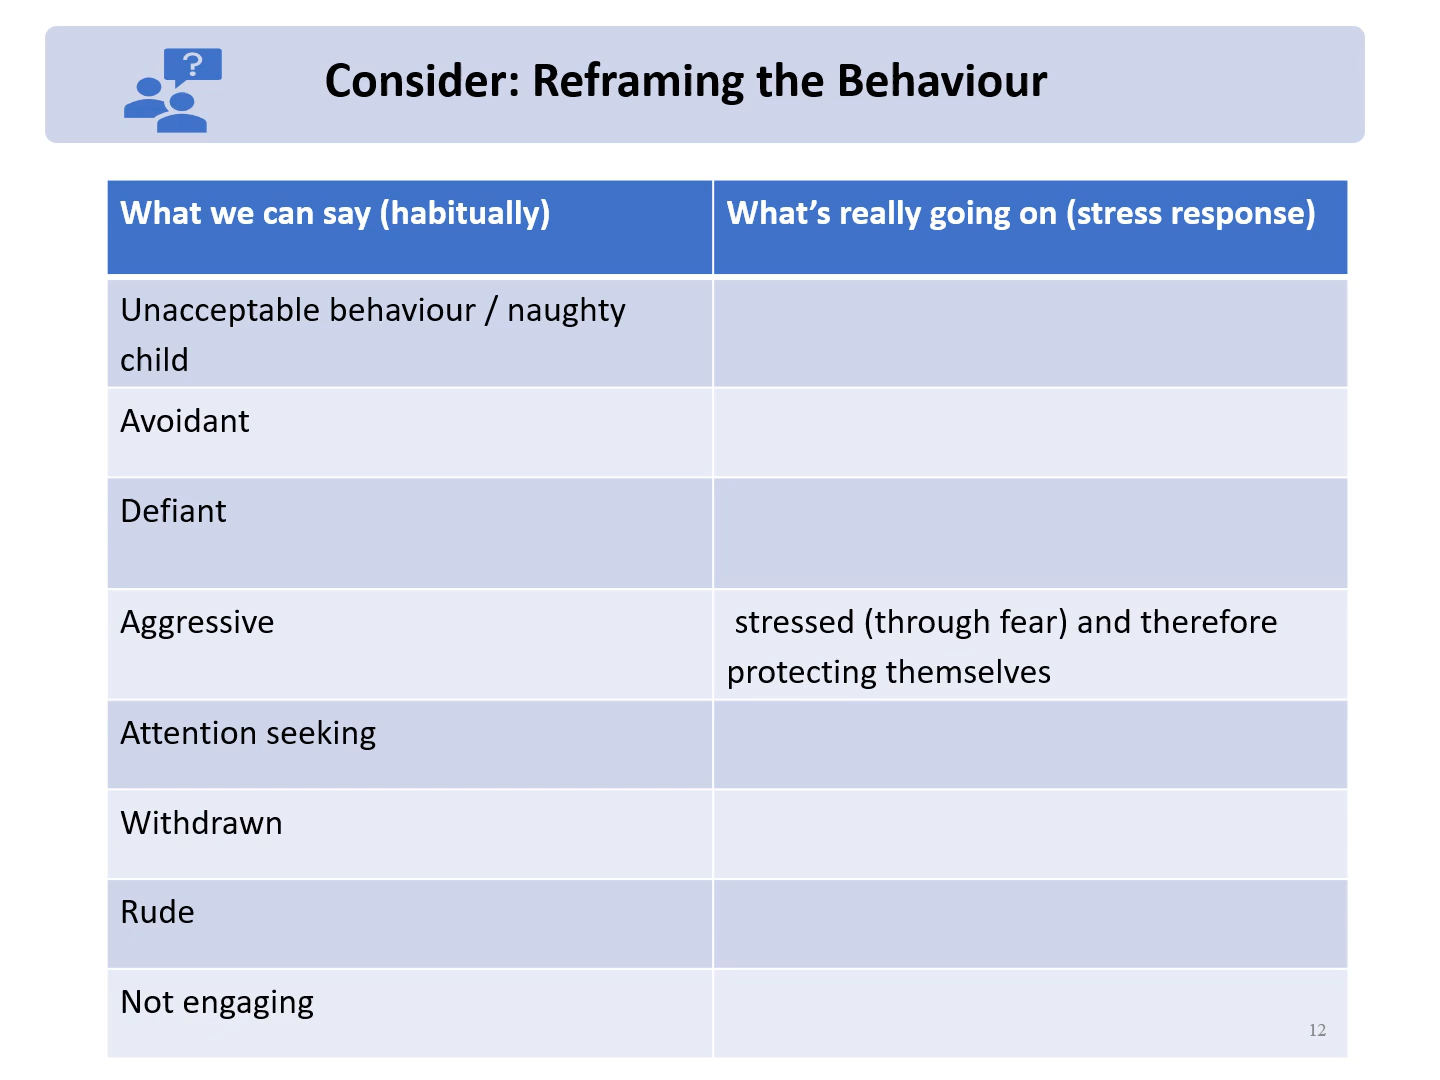 ?
Consider: Reframing the Behaviour
What we can say (habitually)
What’s really going on (stress response)
Unacceptable behaviour / naughty
child
Avoidant
Defiant
Aggressive
stressed (through fear) and therefore
protecting themselves
Attention seeking
Withdrawn
Rude
Not engaging
12